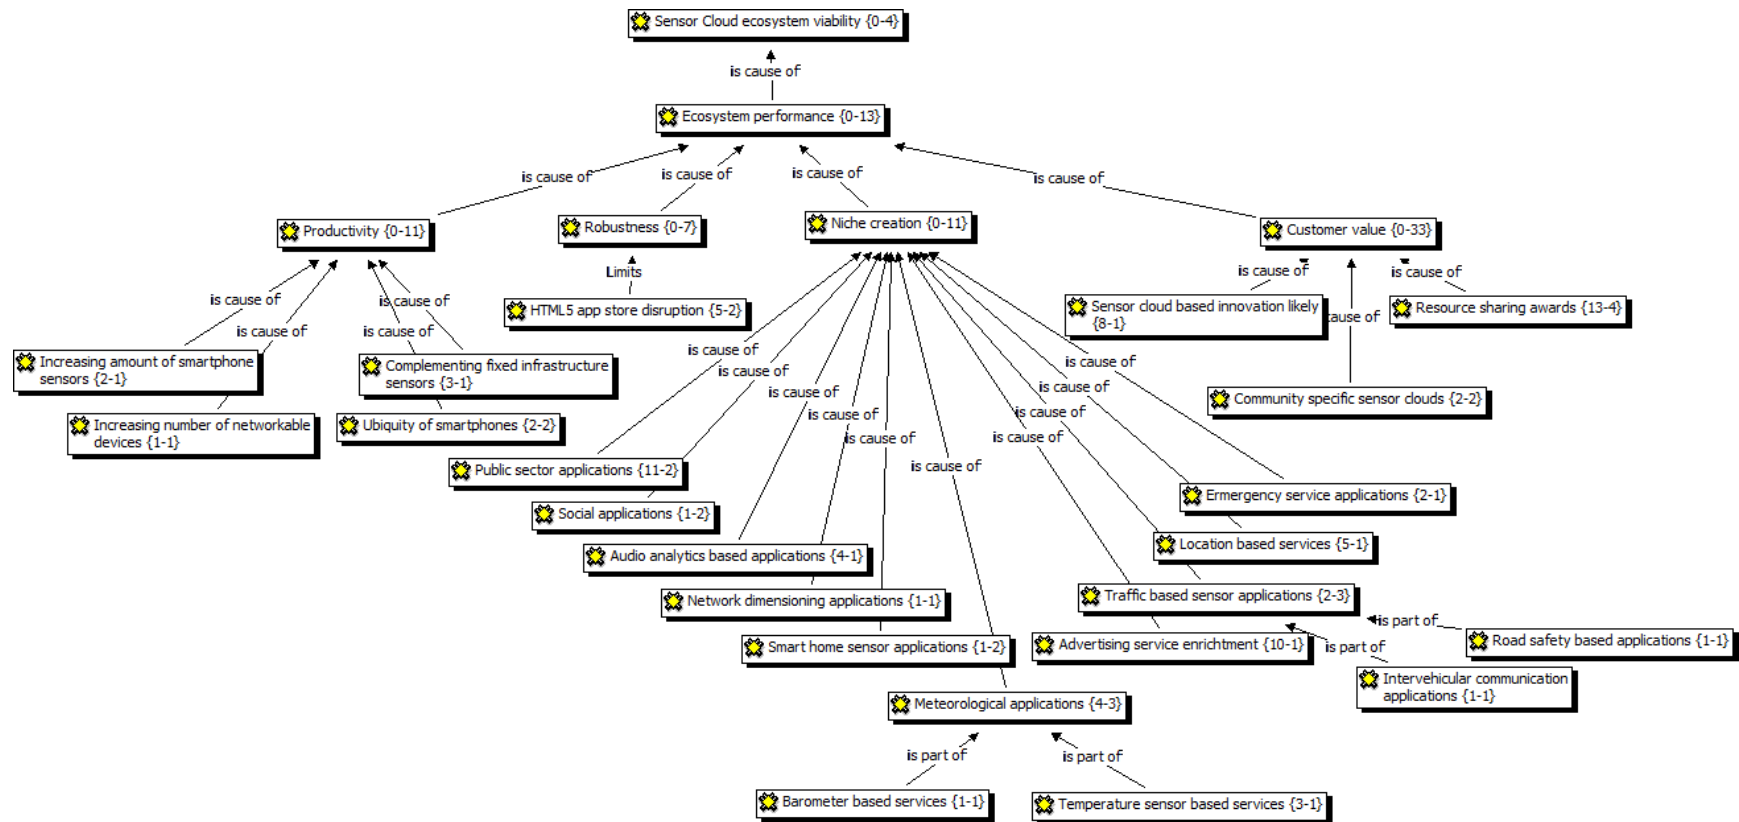 Sensor Cloud ecosystem viability {0-4}
is cause of
Ecosystem performance {0-13}
is cause of
is cause of
is cause of
is cause of
Productivity {0-11}
Robustness {0-7}
Niche creation {0-11}
Customer value {0-33}
Limits
is cause of
is cause of
is cause of
is cause of
is cause of
is cause of
cause of
HTML5 app store disruption {5-2}
Sensor cloud based innovation likely
{8-1}
Resource sharing awards {13-4}
Increasing amount of smartphone
sensors {2-1}
Complementing fixed infrastructure
sensors {3-1}
Community specific sensor clouds {2-2}
Increasing number of networkable
devices {1-1}
Ubiquity of smartphones {2-2}
is cause of
is cause of
is cause of
is cause of
is cause of
is cause of
is cause of
is cause of
is cause of
is cause of
Public sector applications {11-2}
Social applications {1-2}
Audio analytics based applications {4-1}
Network dimensioning applications {1-1}
Smart home sensor applications {1-2}
Ermergency service applications {2-1}
Location based services {5-1}
Traffic based sensor applications {2-3}
Advertising service enrichment {10-1}
is part of
is part of
Road safety based applications {1-1}
Intervehicular communication
applications {1-1}
Meteorological applications {4-3}
is part of
is part of
Barometer based services {1-1}
Temperature sensor based services {3-1}